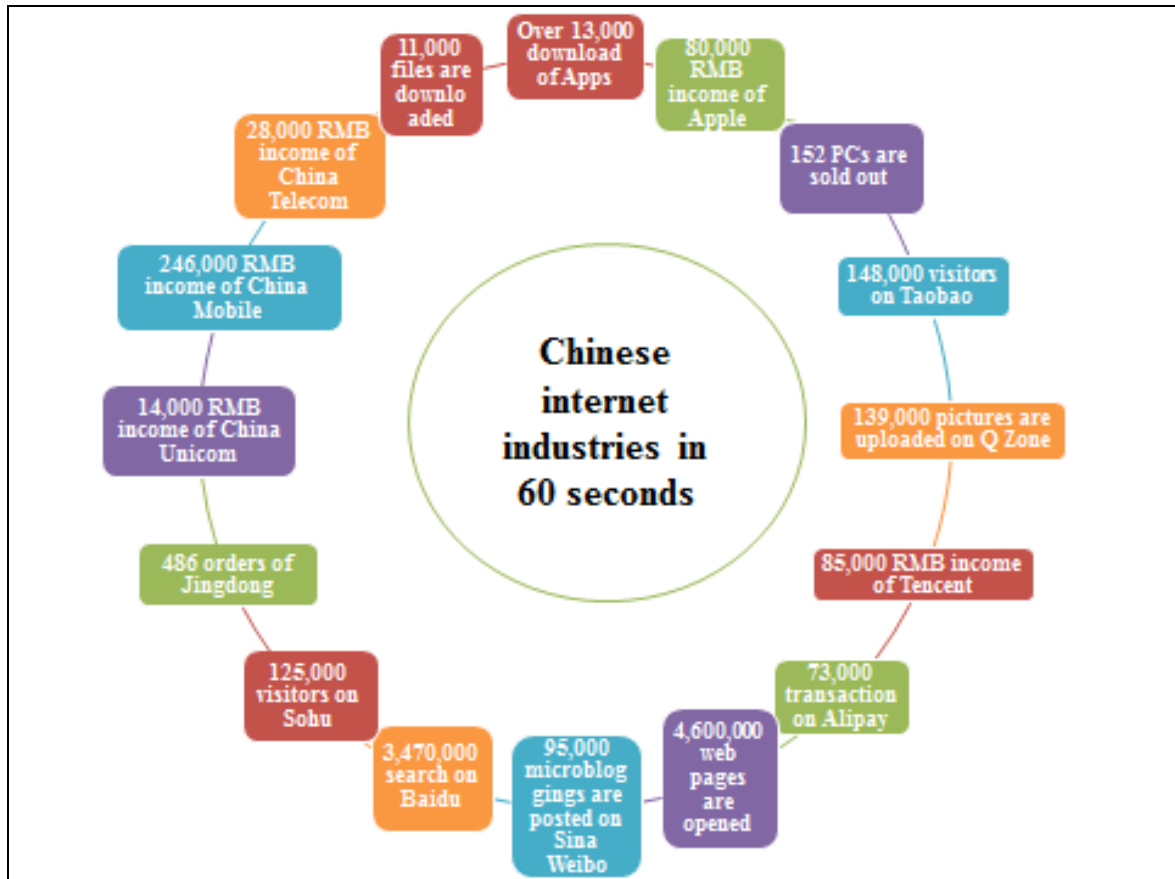 Over 13,000
download
of Apps
80,000
RMB
income of
Apple
152 PCs are
sold out
148,000 visitors
on Taobao
139,000 pictures are
uploaded on Q Zone
85,000 RMB income
of Tencent
73,000
transaction
on Alipay
4,600,000
web
pages
are
opened
95,000
microblog
gings are
posted on
Sina
Weibo
3,470,000
search on
Baidu
125,000
visitors on
Sohu
486 orders of
Jingdong
14,000 RMB
income of China
Unicom
246,000 RMB
income of China
Mobile
28,000 RMB
income of
China
Telecom
11,000
files are
downlo
aded
Chinese
internet
industries in
60 seconds